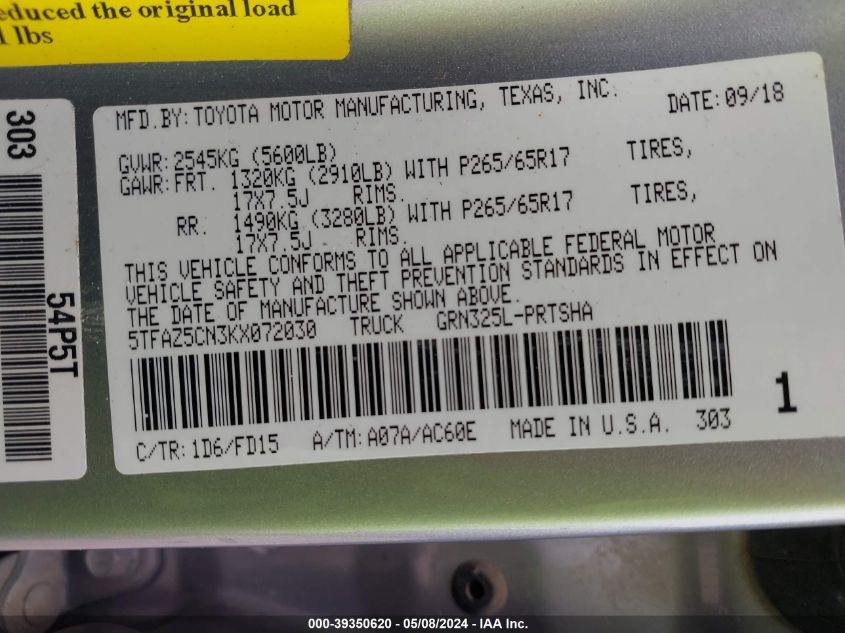 educed the original load
lbs
303
54P5T
MFD.BY: TOYOTA MOTOR MANUFACTURING, TEXAS, INC. DATE: 09/18
GVWR: 2545KG (5600LB)
GAWR: FRT. 1320KG (2910LB) WITH P265/65R17 TIRES,
17X7.5J RIMS.
RR. 1490KG (3280LB) WITH P265/65R17 TIRES,
17X7.5J RIMS.
THIS VEHICLE CONFORMS TO ALL APPLICABLE FEDERAL MOTOR
VEHICLE SAFETY AND THEFT PREVENTION STANDARDS IN EFFECT ON
THE DATE OF MANUFACTURE SHOWN ABOVE.
5TFAZ5CN3KX072030 TRUCK GRN325L-PRTSHA
C/TR: 1D6/FD15 A/TM: A07A/AC60E MADE IN U.S.A. 303
1
000-39350620 - 05/08/2024 - IAA Inc.